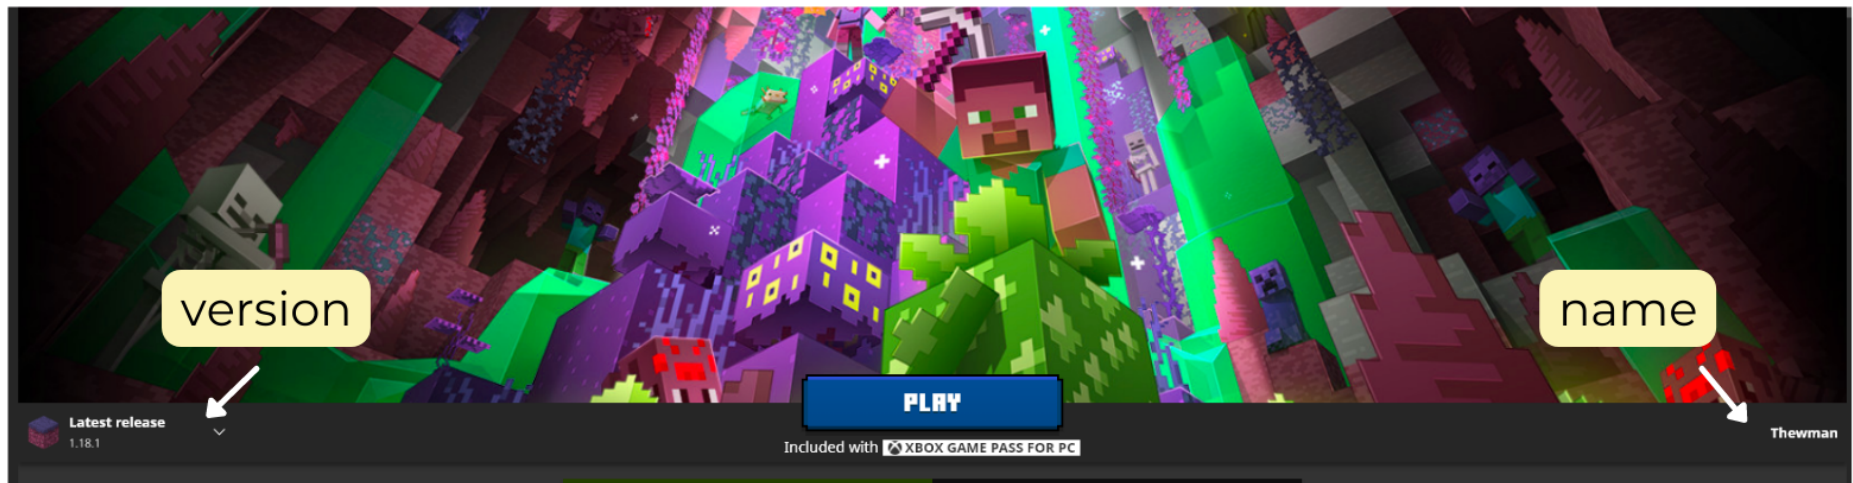 version
name
PLAY
Latest release
1.18.1
Included with XBOX GAME PASS FOR PC
Thewman